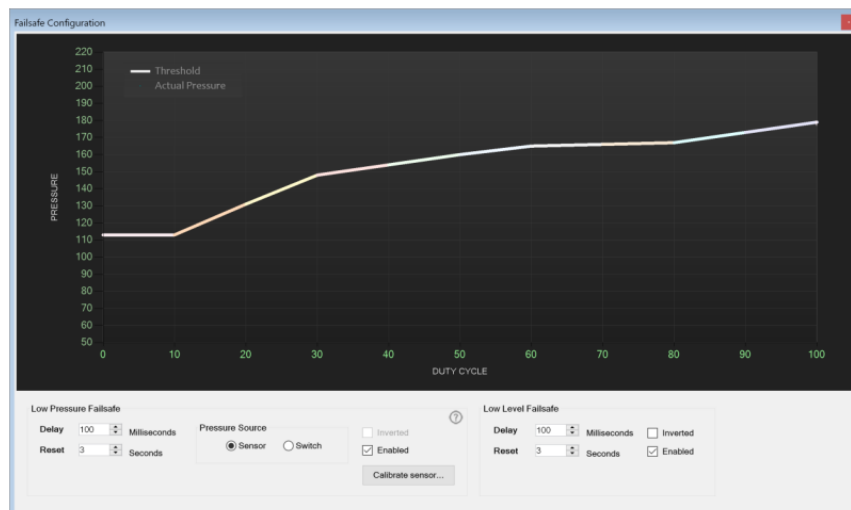 Failsafe Configuration
220
210
200
190
180
170
160
150
140
130
120
110
100
90
80
70
60
50
PRESSURE
Threshold
Actual Pressure
0 10 20 30 40 50 60 70 80 90 100
DUTY CYCLE
Low Pressure Failsafe
Delay 100 Milliseconds
Reset 3 Seconds
Pressure Source
Sensor Switch
?
Inverted
Enabled
Calibrate sensor...
Low Level Failsafe
Delay 100 Milliseconds Inverted
Reset 3 Seconds Enabled